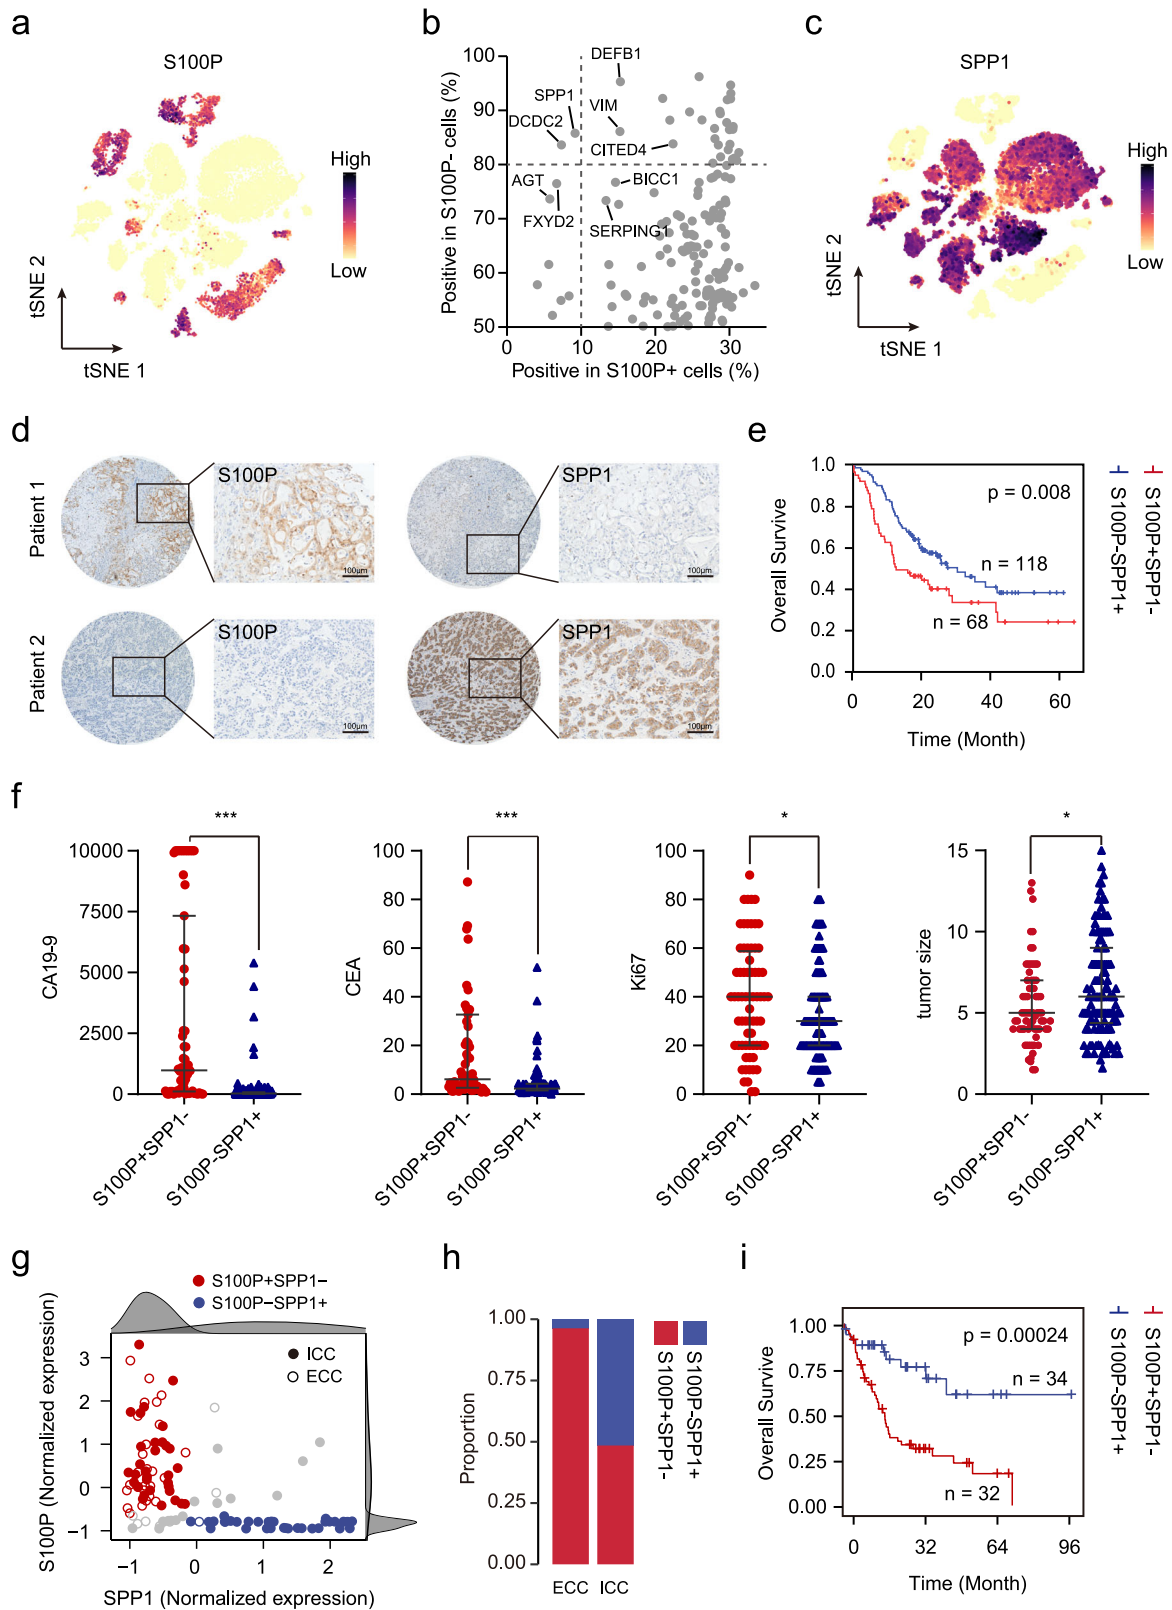 a
S100P
High
Low
tSNE 2
tSNE 1
b
Positive in S100P- cells (%)
100
90
80
70
60
50
DEFB1
SPP1
VIM
DCDC2
CITED4
AGT
BICC1
FXYD2
SERPING1
0 10 20 30
Positive in S100P+ cells (%)
c
SPP1
High
Low
tSNE 2
tSNE 1
d
Patient 1
S100P
100μm
SPP1
100μm
Patient 2
S100P
100μm
SPP1
100μm
e
Overall Survive
1.0
0.8
0.6
0.4
0.2
0.0
p = 0.008
n = 118
n = 68
0 20 40 60
Time (Month)
S100P-SPP1+
S100P+SPP1-
f
CA19-9
10000
7500
5000
2500
0
***
S100P+SPP1-
S100P-SPP1+
CEA
100
80
60
40
20
0
***
S100P+SPP1-
S100P-SPP1+
Ki67
100
80
60
40
20
0
*
S100P+SPP1-
S100P-SPP1+
tumor size
15
10
5
0
*
S100P+SPP1-
S100P-SPP1+
g
S100P+SPP1−
S100P−SPP1+
ICC
ECC
S100P (Normalized expression)
3
2
1
0
−1
−1 0 1 2
SPP1 (Normalized expression)
h
Proportion
1.00
0.75
0.50
0.25
0.00
ECC ICC
S100P+SPP1-
S100P-SPP1+
i
Overall Survive
1.00
0.75
0.50
0.25
0.00
p = 0.00024
n = 34
n = 32
0 32 64 96
Time (Month)
S100P-SPP1+
S100P+SPP1-